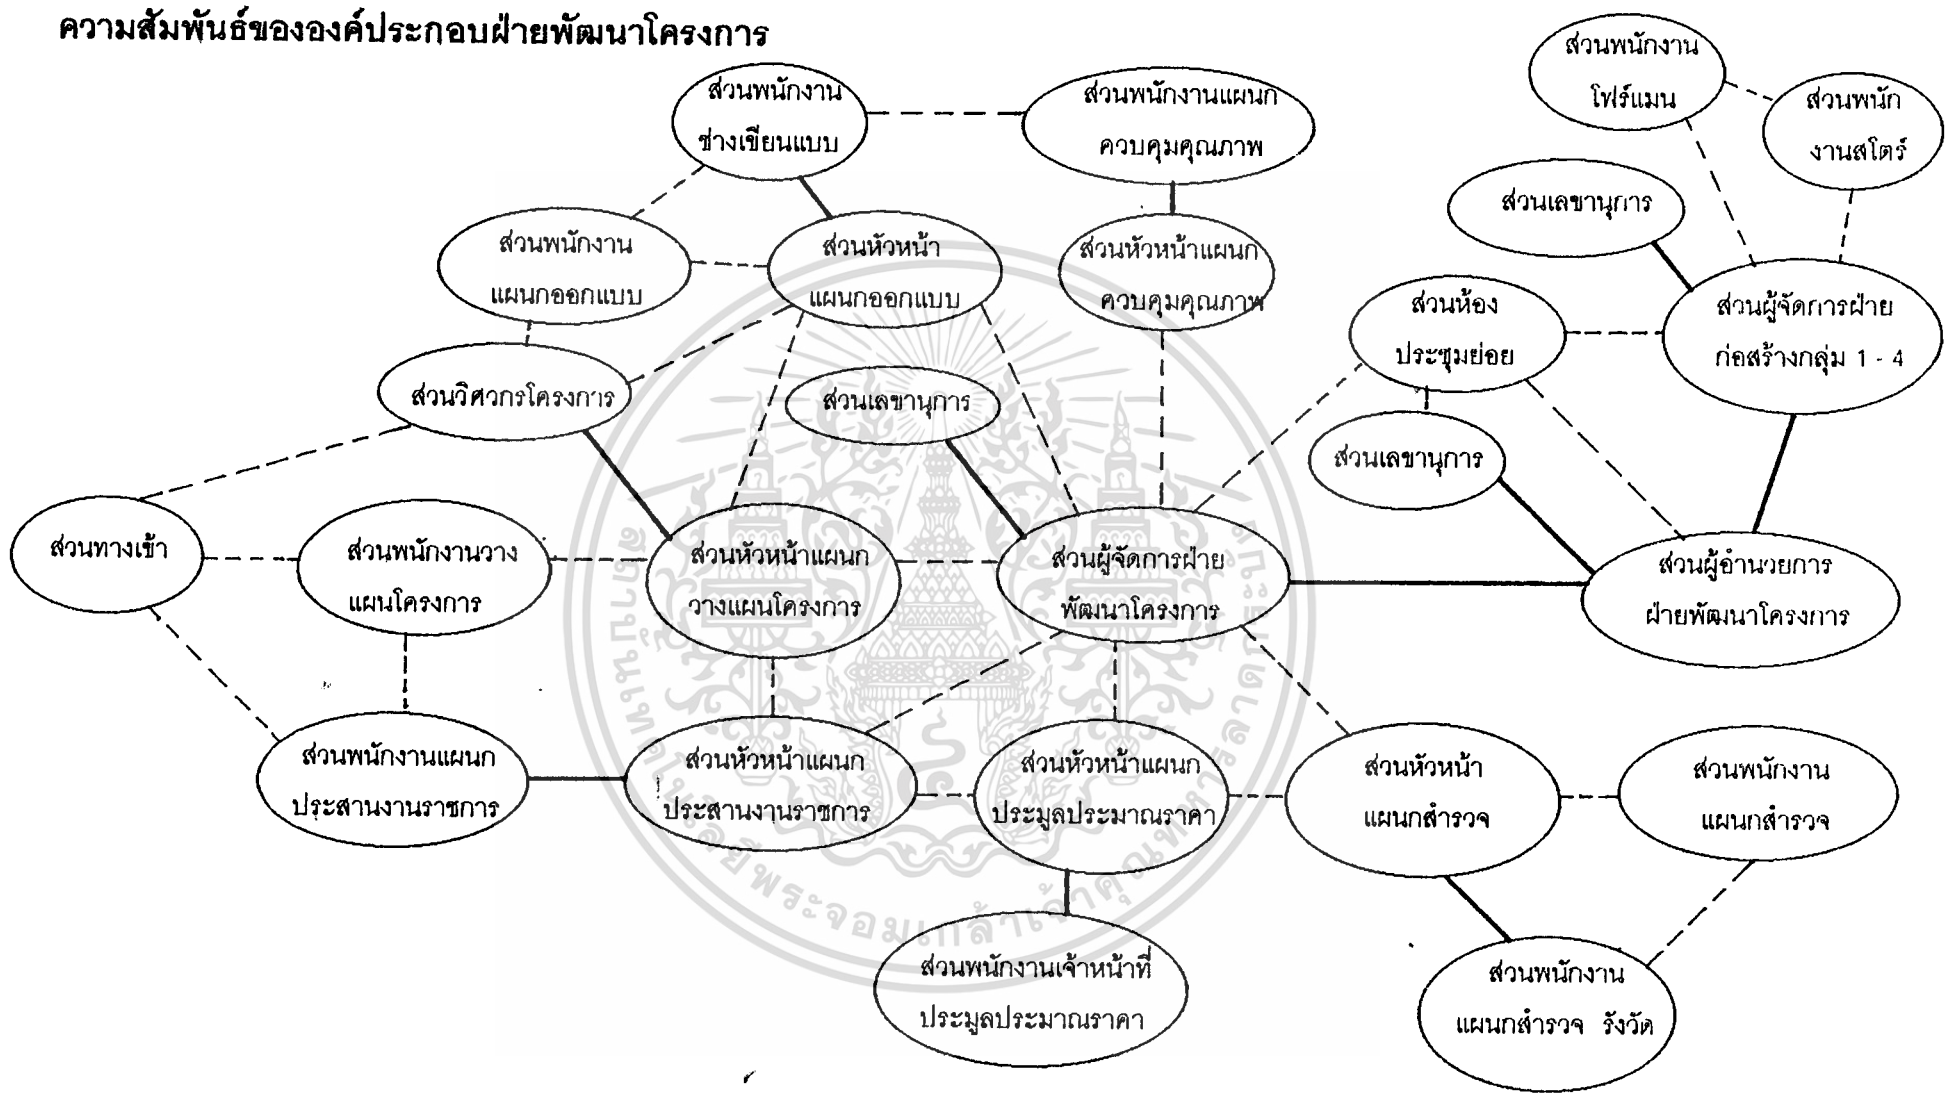 ความสัมพันธ์ขององค์ประกอบฝ่ายพัฒนาโครงการ
ส่วนพนักงาน
โฟร์แมน
ส่วนพนัก
งานสโตร์
ส่วนพนักงาน
ช่างเขียนแบบ
ส่วนพนักงานแผนก
ควบคุมคุณภาพ
ส่วนเลขานุการ
ส่วนพนักงาน
แผนกออกแบบ
ส่วนหัวหน้า
แผนกออกแบบ
ส่วนหัวหน้าแผนก
ควบคุมคุณภาพ
ส่วนห้อง
ประชุมย่อย
ส่วนผู้จัดการฝ่าย
ก่อสร้างกลุ่ม 1 - 4
ส่วนวิศวกรโครงการ
ส่วนเลขานุการ
ส่วนเลขานุการ
ส่วนทางเข้า
ส่วนพนักงานวาง
แผนโครงการ
ส่วนหัวหน้าแผนก
วางแผนโครงการ
ส่วนผู้จัดการฝ่าย
พัฒนาโครงการ
ส่วนผู้อำนวยการ
ฝ่ายพัฒนาโครงการ
ส่วนพนักงานแผนก
ประสานงานราชการ
ส่วนหัวหน้าแผนก
ประสานงานราชการ
ส่วนหัวหน้าแผนก
ประมูลประมาณราคา
ส่วนหัวหน้า
แผนกสำรวจ
ส่วนพนักงาน
แผนกสำรวจ
ส่วนพนักงานเจ้าหน้าที่
ประมูลประมาณราคา
ส่วนพนักงาน
แผนกสำรวจ รังวัด